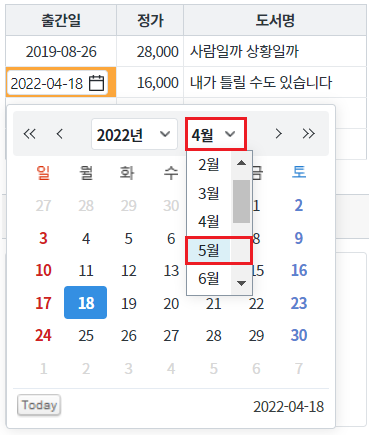 출간일 정가 도서명
2019-08-26 28,000 사람일까 상황일까
2022-04-18 16,000 내가 틀릴 수도 있습니다
2022년 4월
일 월 화 수 금 토
27 28 29 30 1 2
3 4 5 6 8 9
10 11 12 13 15 16
17 18 19 20 21 22 23
24 25 26 27 28 29 30
1 2 3 4 5 6 7
2월
3월
4월
5월
6월
Today 2022-04-18